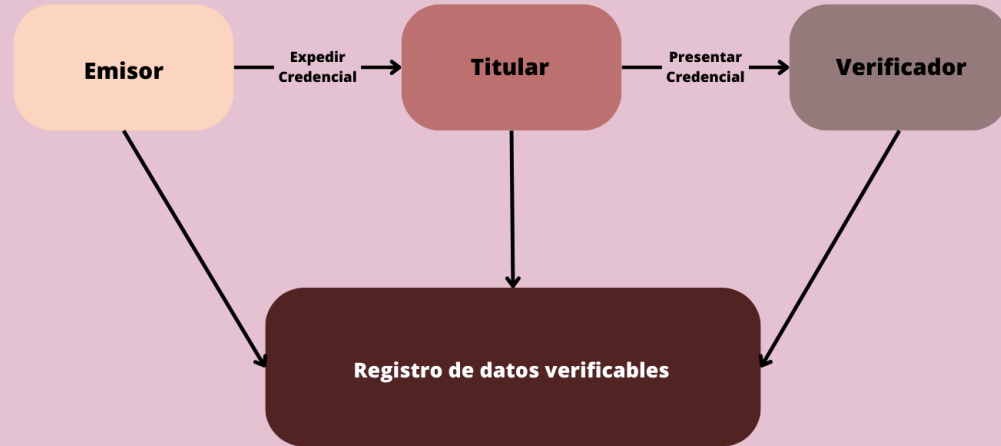 Emisor
Expedir
Credencial
Titular
Presentar
Credencial
Verificador
Registro de datos verificables